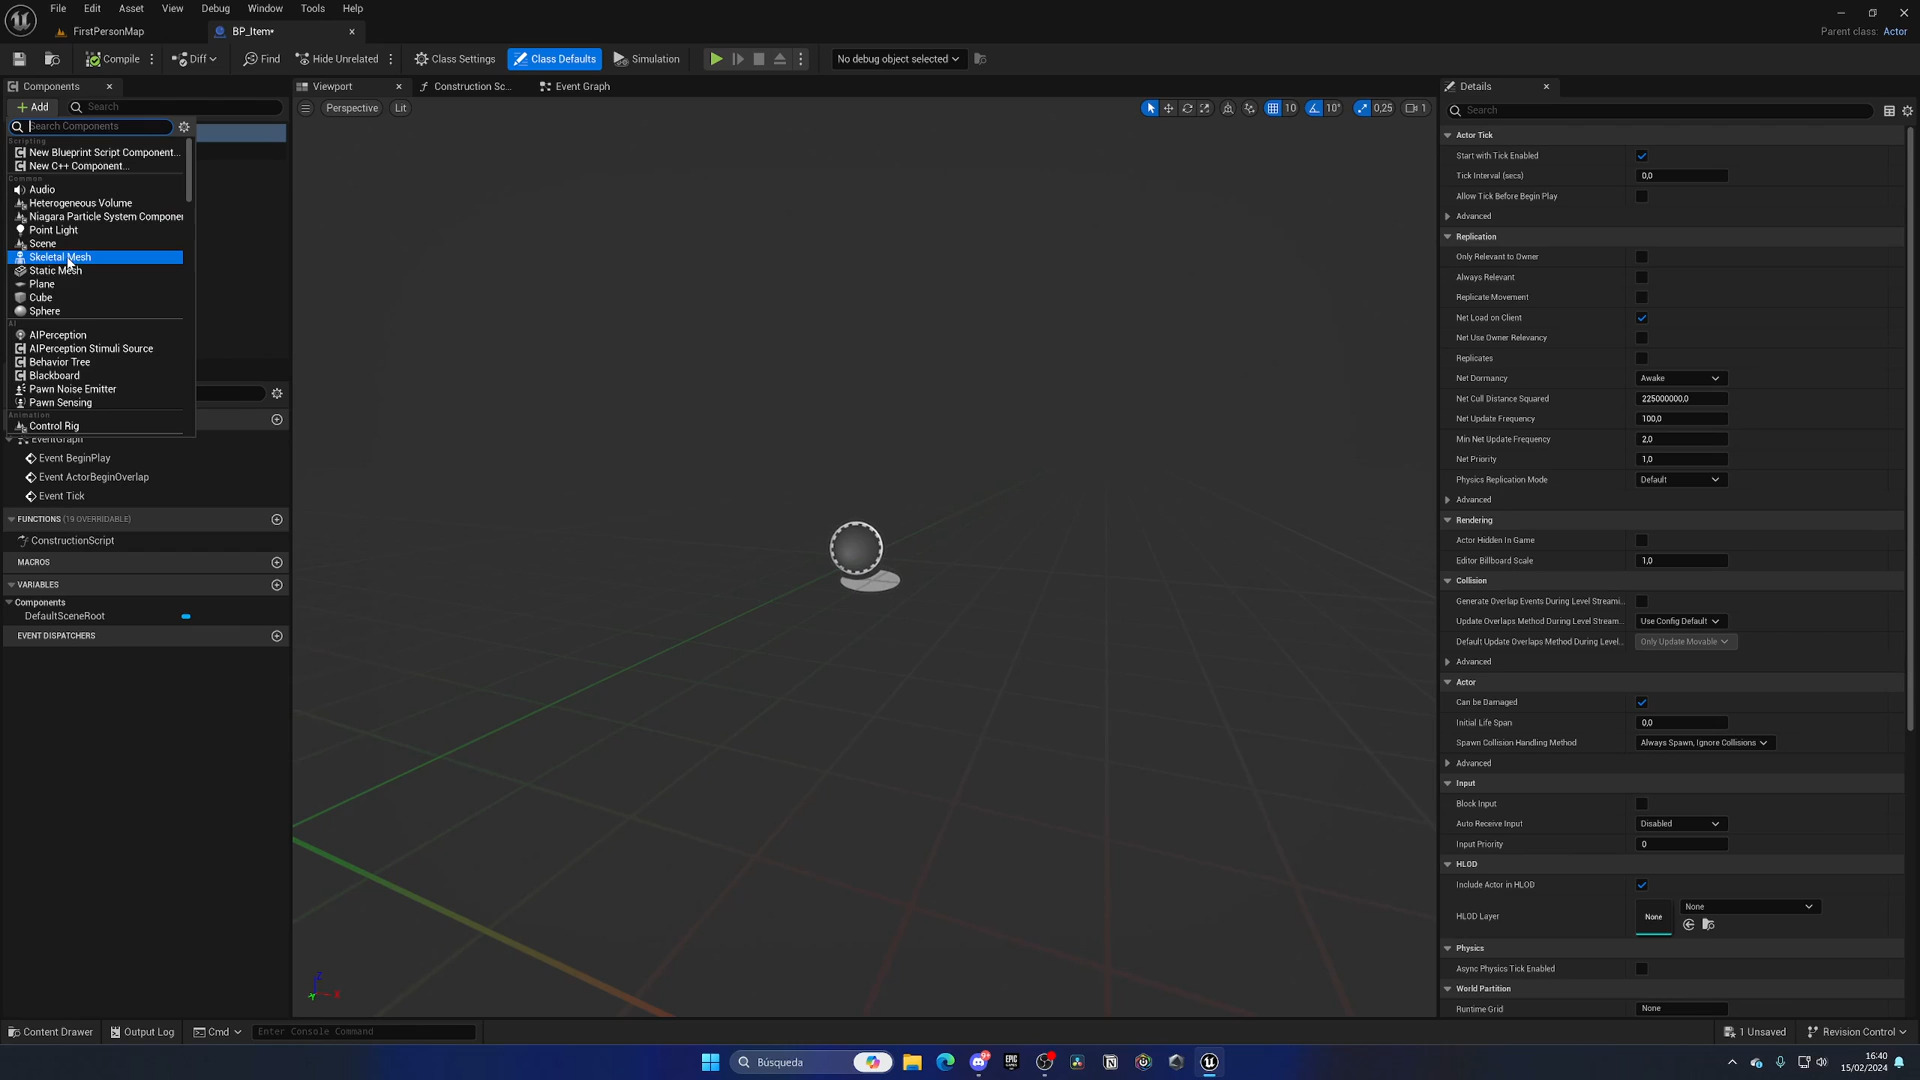 File Edit Asset View Debug Window Tools Help
FirstPersonMap BP_Item*
Parent class: Actor
Compile Diff Find Hide Unrelated Class Settings Class Defaults Simulation No debug object selected
Components Viewport Construction Sc... Event Graph Details
Add Search Perspective Lit 10 10° 0,25 1 Search
Search Components
Scripting
New Blueprint Script Component...
New C++ Component...
Common
Audio
Heterogeneous Volume
Niagara Particle System Componer
Point Light
Scene
Skeletal Mesh
Static Mesh
Plane
Cube
Sphere
AI
AIPerception
AIPerception Stimuli Source
Behavior Tree
Blackboard
Pawn Noise Emitter
Pawn Sensing
Animation
Control Rig
EventGraph
Event BeginPlay
Event ActorBeginOverlap
Event Tick
FUNCTIONS (19 OVERRIDABLE)
ConstructionScript
MACROS
VARIABLES
Components
DefaultSceneRoot
EVENT DISPATCHERS
Z
Y X
Actor Tick
Start with Tick Enabled
Tick Interval (secs) 0,0
Allow Tick Before Begin Play
Advanced
Replication
Only Relevant to Owner
Always Relevant
Replicate Movement
Net Load on Client
Net Use Owner Relevancy
Replicates
Net Dormancy Awake
Net Cull Distance Squared 225000000,0
Net Update Frequency 100,0
Min Net Update Frequency 2,0
Net Priority 1,0
Physics Replication Mode Default
Advanced
Rendering
Actor Hidden In Game
Editor Billboard Scale 1,0
Collision
Generate Overlap Events During Level Streami...
Update Overlaps Method During Level Stream... Use Config Default
Default Update Overlaps Method During Level... Only Update Movable
Advanced
Actor
Can be Damaged
Initial Life Span 0,0
Spawn Collision Handling Method Always Spawn, Ignore Collisions
Advanced
Input
Block Input
Auto Receive Input Disabled
Input Priority 0
HLOD
Include Actor in HLOD
HLOD Layer None None
Physics
Async Physics Tick Enabled
World Partition
Runtime Grid None
Content Drawer Output Log Cmd Enter Console Command 1 Unsaved Revision Control
Búsqueda 16:40
15/02/2024